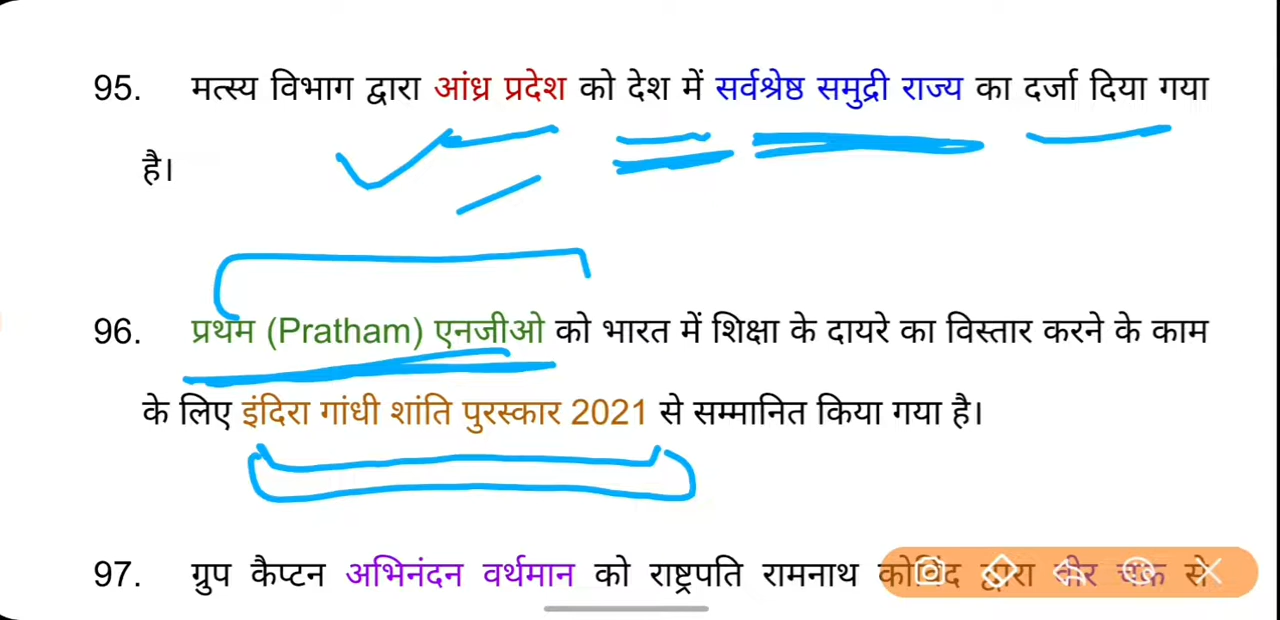 95. मत्स्य विभाग द्वारा आंध्र प्रदेश को देश में सर्वश्रेष्ठ समुद्री राज्य का दर्जा दिया गया
है।
96. प्रथम (Pratham) एनजीओ को भारत में शिक्षा के दायरे का विस्तार करने के काम
के लिए इंदिरा गांधी शांति पुरस्कार 2021 से सम्मानित किया गया है।
97. ग्रुप कैप्टन अभिनंदन वर्थमान को राष्ट्रपति रामनाथ कोविंद द्वारा वीर चक्र से